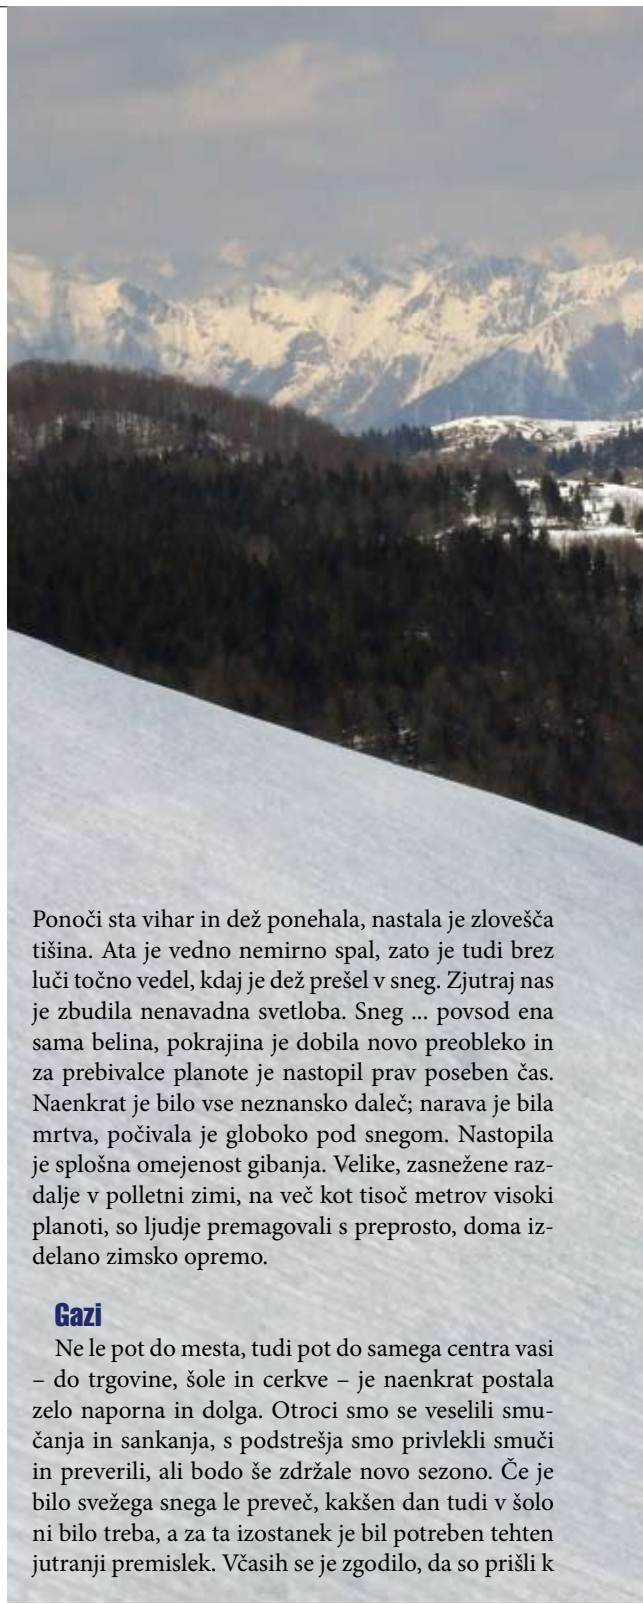 Ponoči sta vihar in dež ponehala, nastala je zlovešča
tišina. Ata je vedno nemirno spal, zato je tudi brez
luči točno vedel, kdaj je dež prešel v sneg. Zjutraj nas
je zbudila nenavadna svetloba. Sneg ... povsod ena
sama belina, pokrajina je dobila novo preobleko in
za prebivalce planote je nastopil prav poseben čas.
Naenkrat je bilo vse neznansko daleč; narava je bila
mrtva, počivala je globoko pod snegom. Nastopila
je splošna omejenost gibanja. Velike, zasnežene raz-
dalje v polletni zimi, na več kot tisoč metrov visoki
planoti, so ljudje premagovali s preprosto, doma iz-
delano zimsko opremo.
Gazi
Ne le pot do mesta, tudi pot do samega centra vasi
– do trgovine, šole in cerkve – je naenkrat postala
zelo naporna in dolga. Otroci smo se veselili smu-
čanja in sankanja, s podstrešja smo privlekli smuči
in preverili, ali bodo še zdržale novo sezono. Če je
bilo svežega snega le preveč, kakšen dan tudi v šolo
ni bilo treba, a za ta izostanek je bil potreben tehten
jutranji premislek. Včasih se je zgodilo, da so prišli k